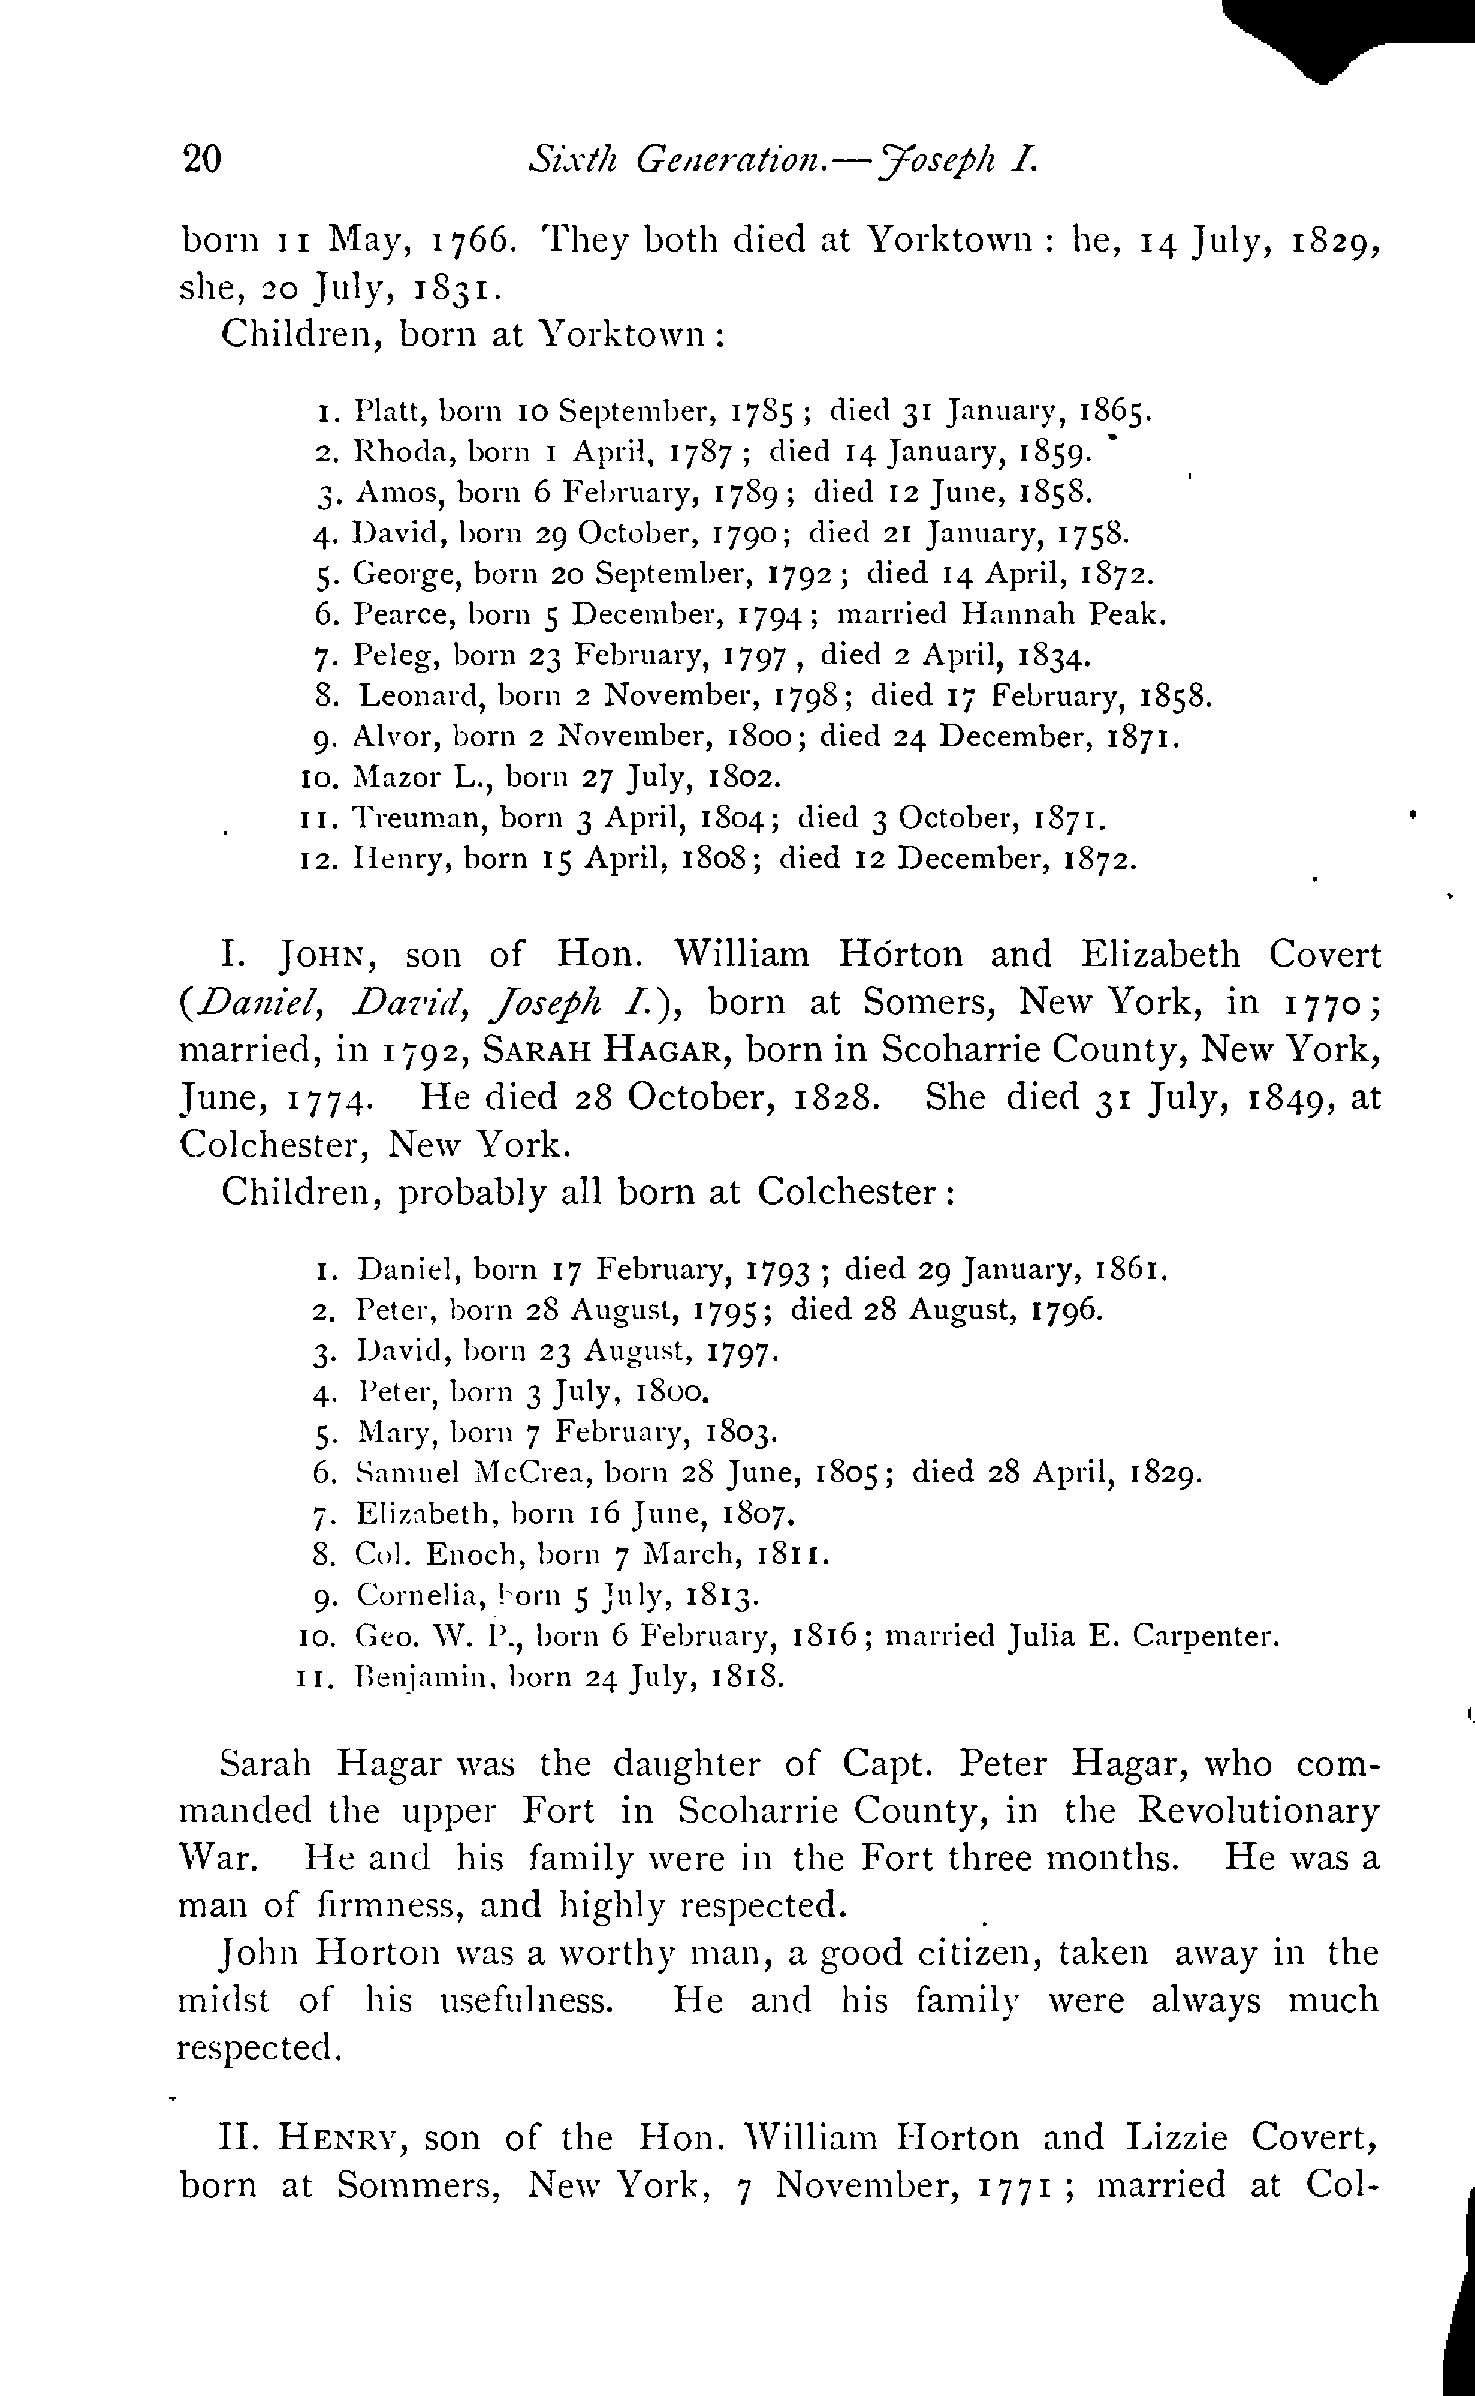 20 Sixth Generation.—Joseph I.
born 11 May, 1766. They both died at Yorktown : he, 14 July, 1829,
she, 20 July, 1831.
Children, born at Yorktown :
1. Platt, born 10 September, 1785 ; died 31 January, 1865.
2. Rhoda, born 1 April, 1787 ; died 14 January, 1859.
3. Amos, born 6 February, 1789 ; died 12 June, 1858.
4. David, born 29 October, 1790; died 21 January, 1758.
5. George, born 20 September, 1792 ; died 14 April, 1872.
6. Pearce, born 5 December, 1794 ; married Hannah Peak.
7. Peleg, born 23 February, 1797 , died 2 April, 1834.
8. Leonard, born 2 November, 1798; died 17 February, 1858.
9. Alvor, born 2 November, 1800; died 24 December, 1871.
10. Mazor L., born 27 July, 1802.
11. Treuman, born 3 April, 1804; died 3 October, 1871.
12. Henry, born 15 April, 1808 ; died 12 December, 1872.
I. JOHN, son of Hon. William Horton and Elizabeth Covert
(Daniel, David, Joseph I.), born at Somers, New York, in 1770 ;
married, in 1792, SARAH HAGAR, born in Scoharrie County, New York,
June, 1774. He died 28 October, 1828. She died 31 July, 1849, at
Colchester, New York.
Children, probably all born at Colchester :
1. Daniel, born 17 February, 1793 ; died 29 January, 1861.
2. Peter, born 28 August, 1795; died 28 August, 1796.
3. David, born 23 August, 1797.
4. Peter, born 3 July, 1800.
5. Mary, born 7 February, 1803.
6. Samuel McCrea, born 28 June, 1805 ; died 28 April, 1829.
7. Elizabeth, born 16 June, 1807.
8. Col. Enoch, born 7 March, 1811.
9. Cornelia, born 5 July, 1813.
10. Geo. W. P., born 6 February, 1816 ; married Julia E. Carpenter.
11. Benjamin, born 24 July, 1818.
Sarah Hagar was the daughter of Capt. Peter Hagar, who com-
manded the upper Fort in Scoharrie County, in the Revolutionary
War. He and his family were in the Fort three months. He was a
man of firmness, and highly respected.
John Horton was a worthy man, a good citizen, taken away in the
midst of his usefulness. He and his family were always much
respected.
II. HENRY, son of the Hon. William Horton and Lizzie Covert,
born at Sommers, New York, 7 November, 1771 ; married at Col-